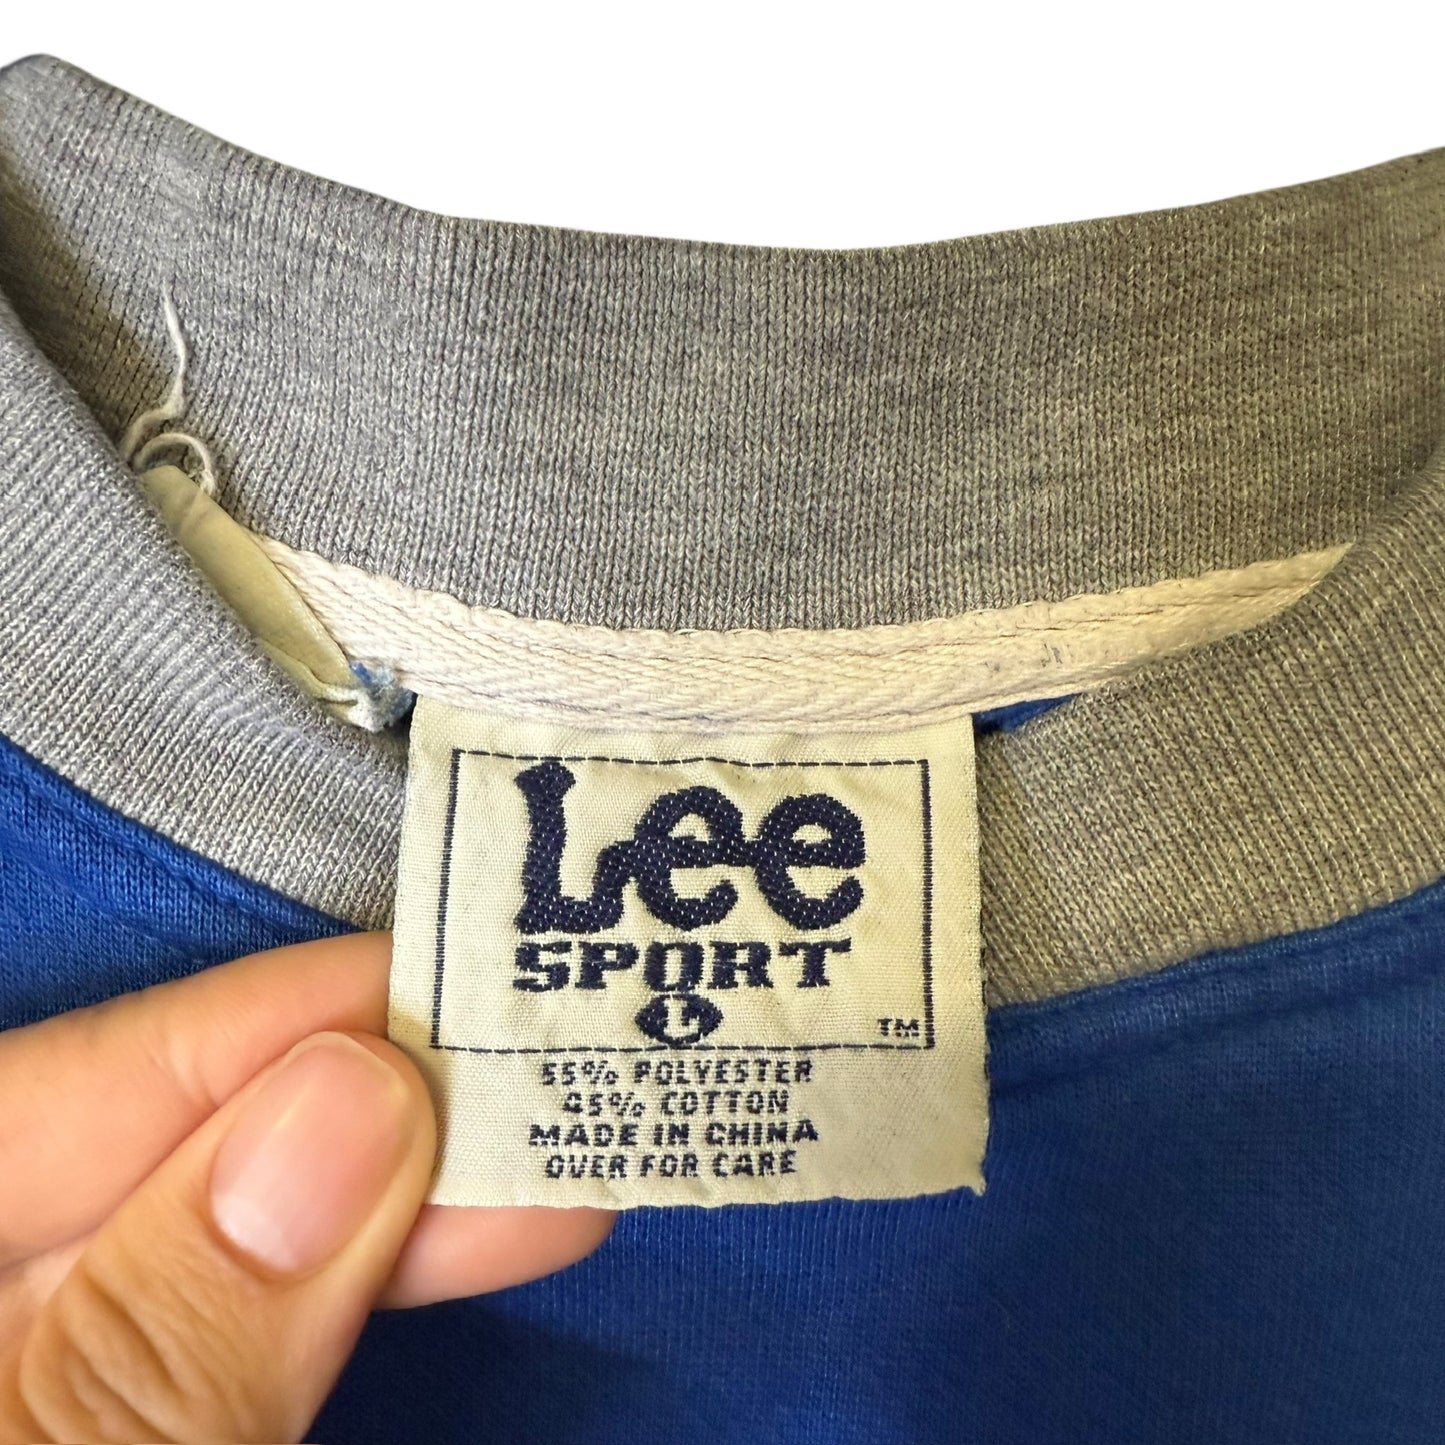 Lee
SPORT
L
TM
55% POLYESTER
45% COTTON
MADE IN CHINA
OVER FOR CARE